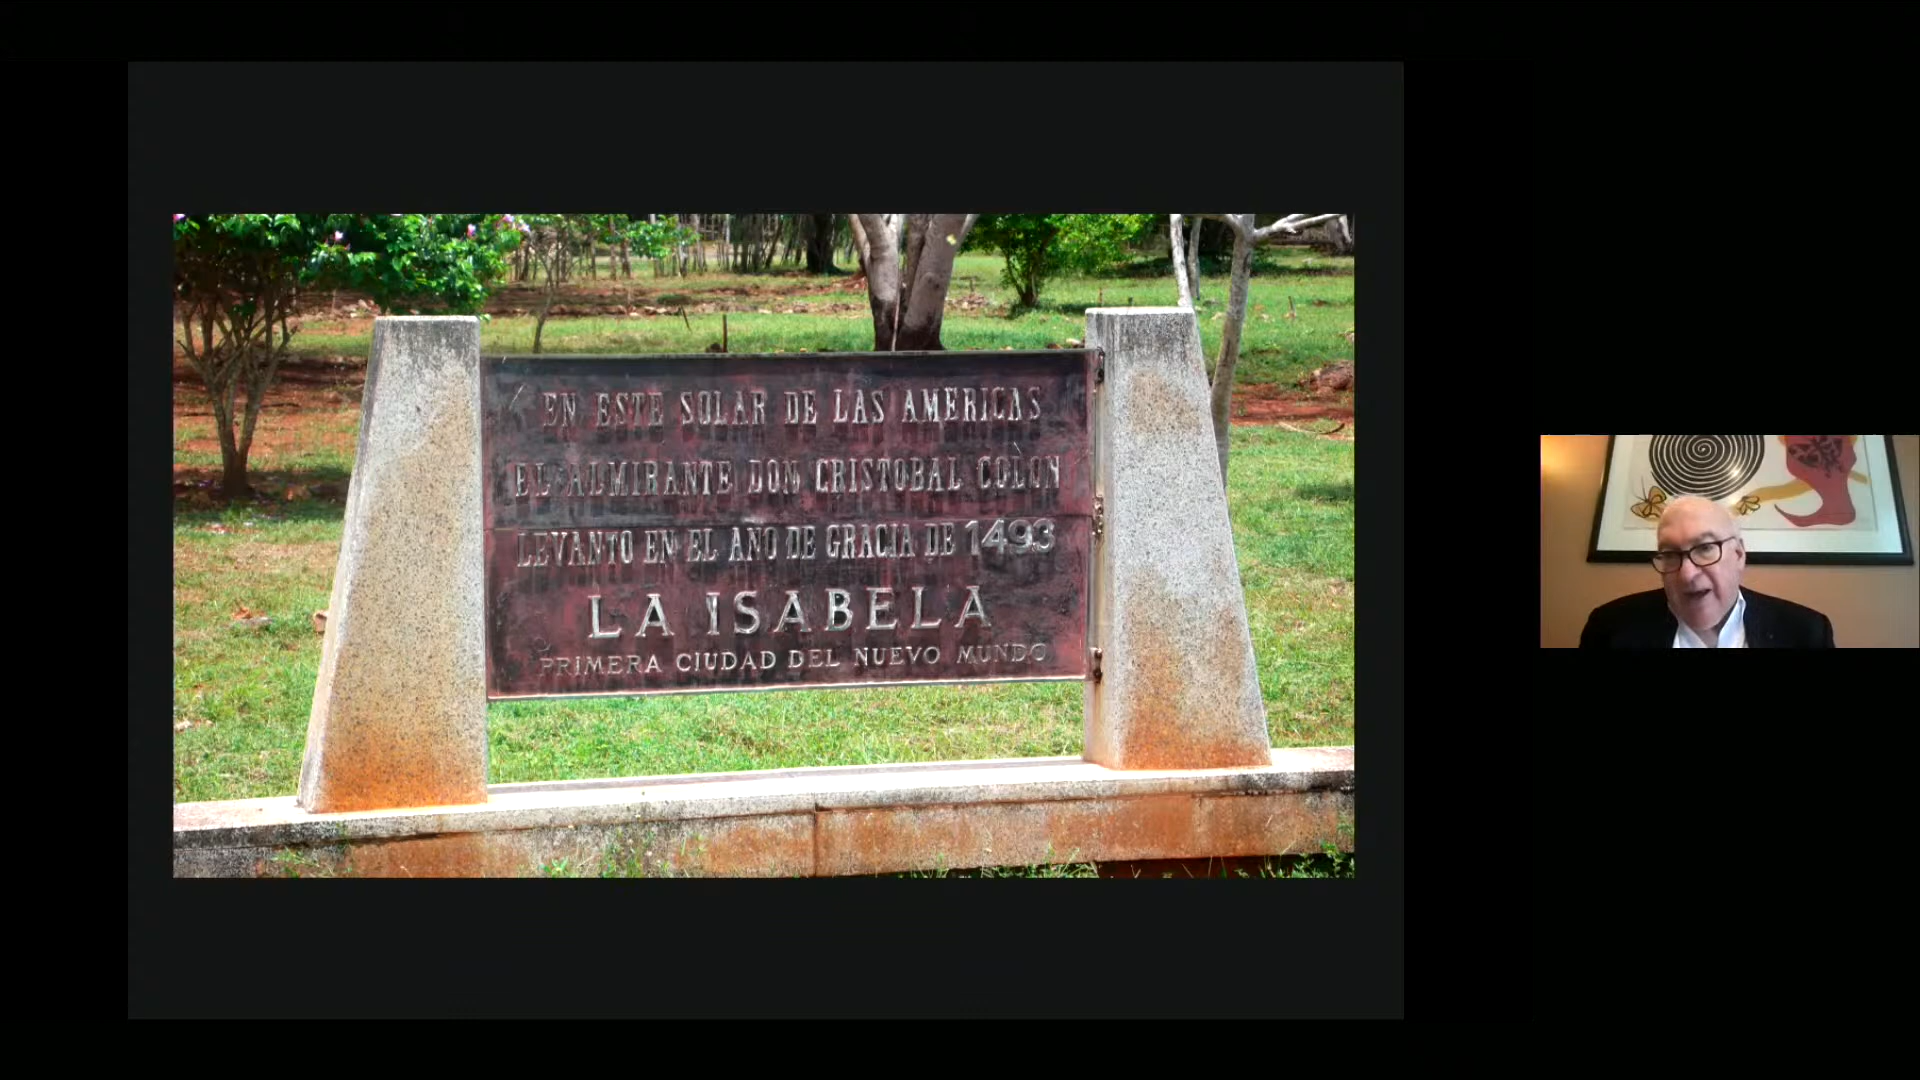 EN ESTE SOLAR DE LAS AMERICAS
EL ALMIRANTE DON CRISTOBAL COLÒN
LEVANTO EN EL AÑO DE GRACIA DE 1493
LA ISABELA
PRIMERA CIUDAD DEL NUEVO MUNDO